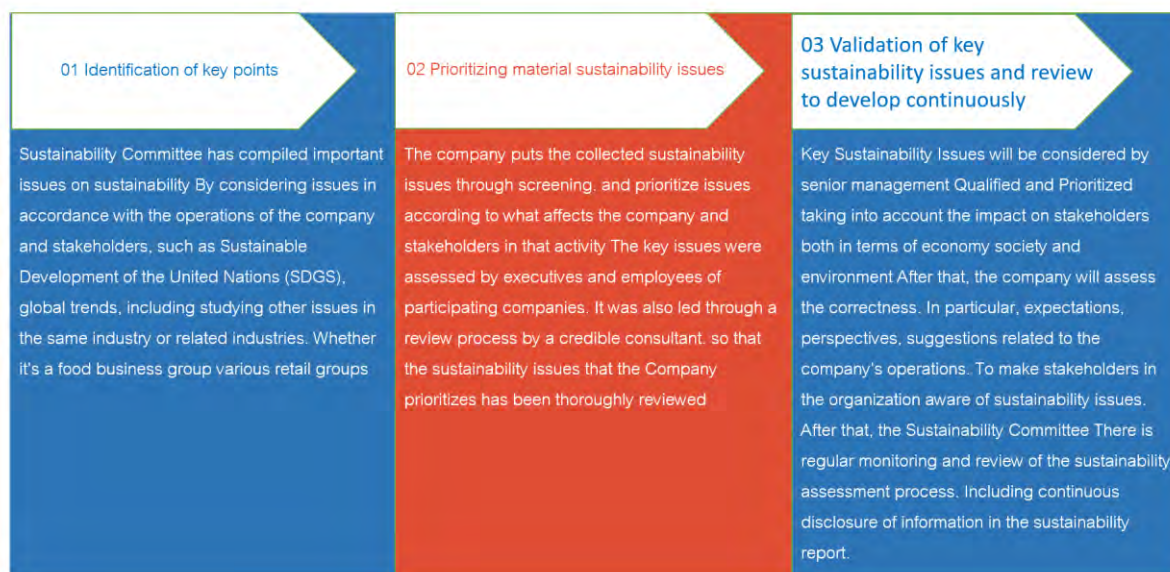 01 Identification of key points
Sustainability Committee has compiled important
issues on sustainability By considering issues in
accordance with the operations of the company
and stakeholders, such as Sustainable
Development of the United Nations (SDGS),
global trends, including studying other issues in
the same industry or related industries. Whether
it's a food business group various retail groups
02 Prioritizing material sustainability issues
The company puts the collected sustainability
issues through screening. and prioritize issues
according to what affects the company and
stakeholders in that activity The key issues were
assessed by executives and employees of
participating companies. It was also led through a
review process by a credible consultant. so that
the sustainability issues that the Company
prioritizes has been thoroughly reviewed
03 Validation of key
sustainability issues and review
to develop continuously
Key Sustainability Issues will be considered by
senior management Qualified and Prioritized
taking into account the impact on stakeholders
both in terms of economy society and
environment After that, the company will assess
the correctness. In particular, expectations,
perspectives, suggestions related to the
company's operations. To make stakeholders in
the organization aware of sustainability issues.
After that, the Sustainability Committee There is
regular monitoring and review of the sustainability
assessment process. Including continuous
disclosure of information in the sustainability
report.